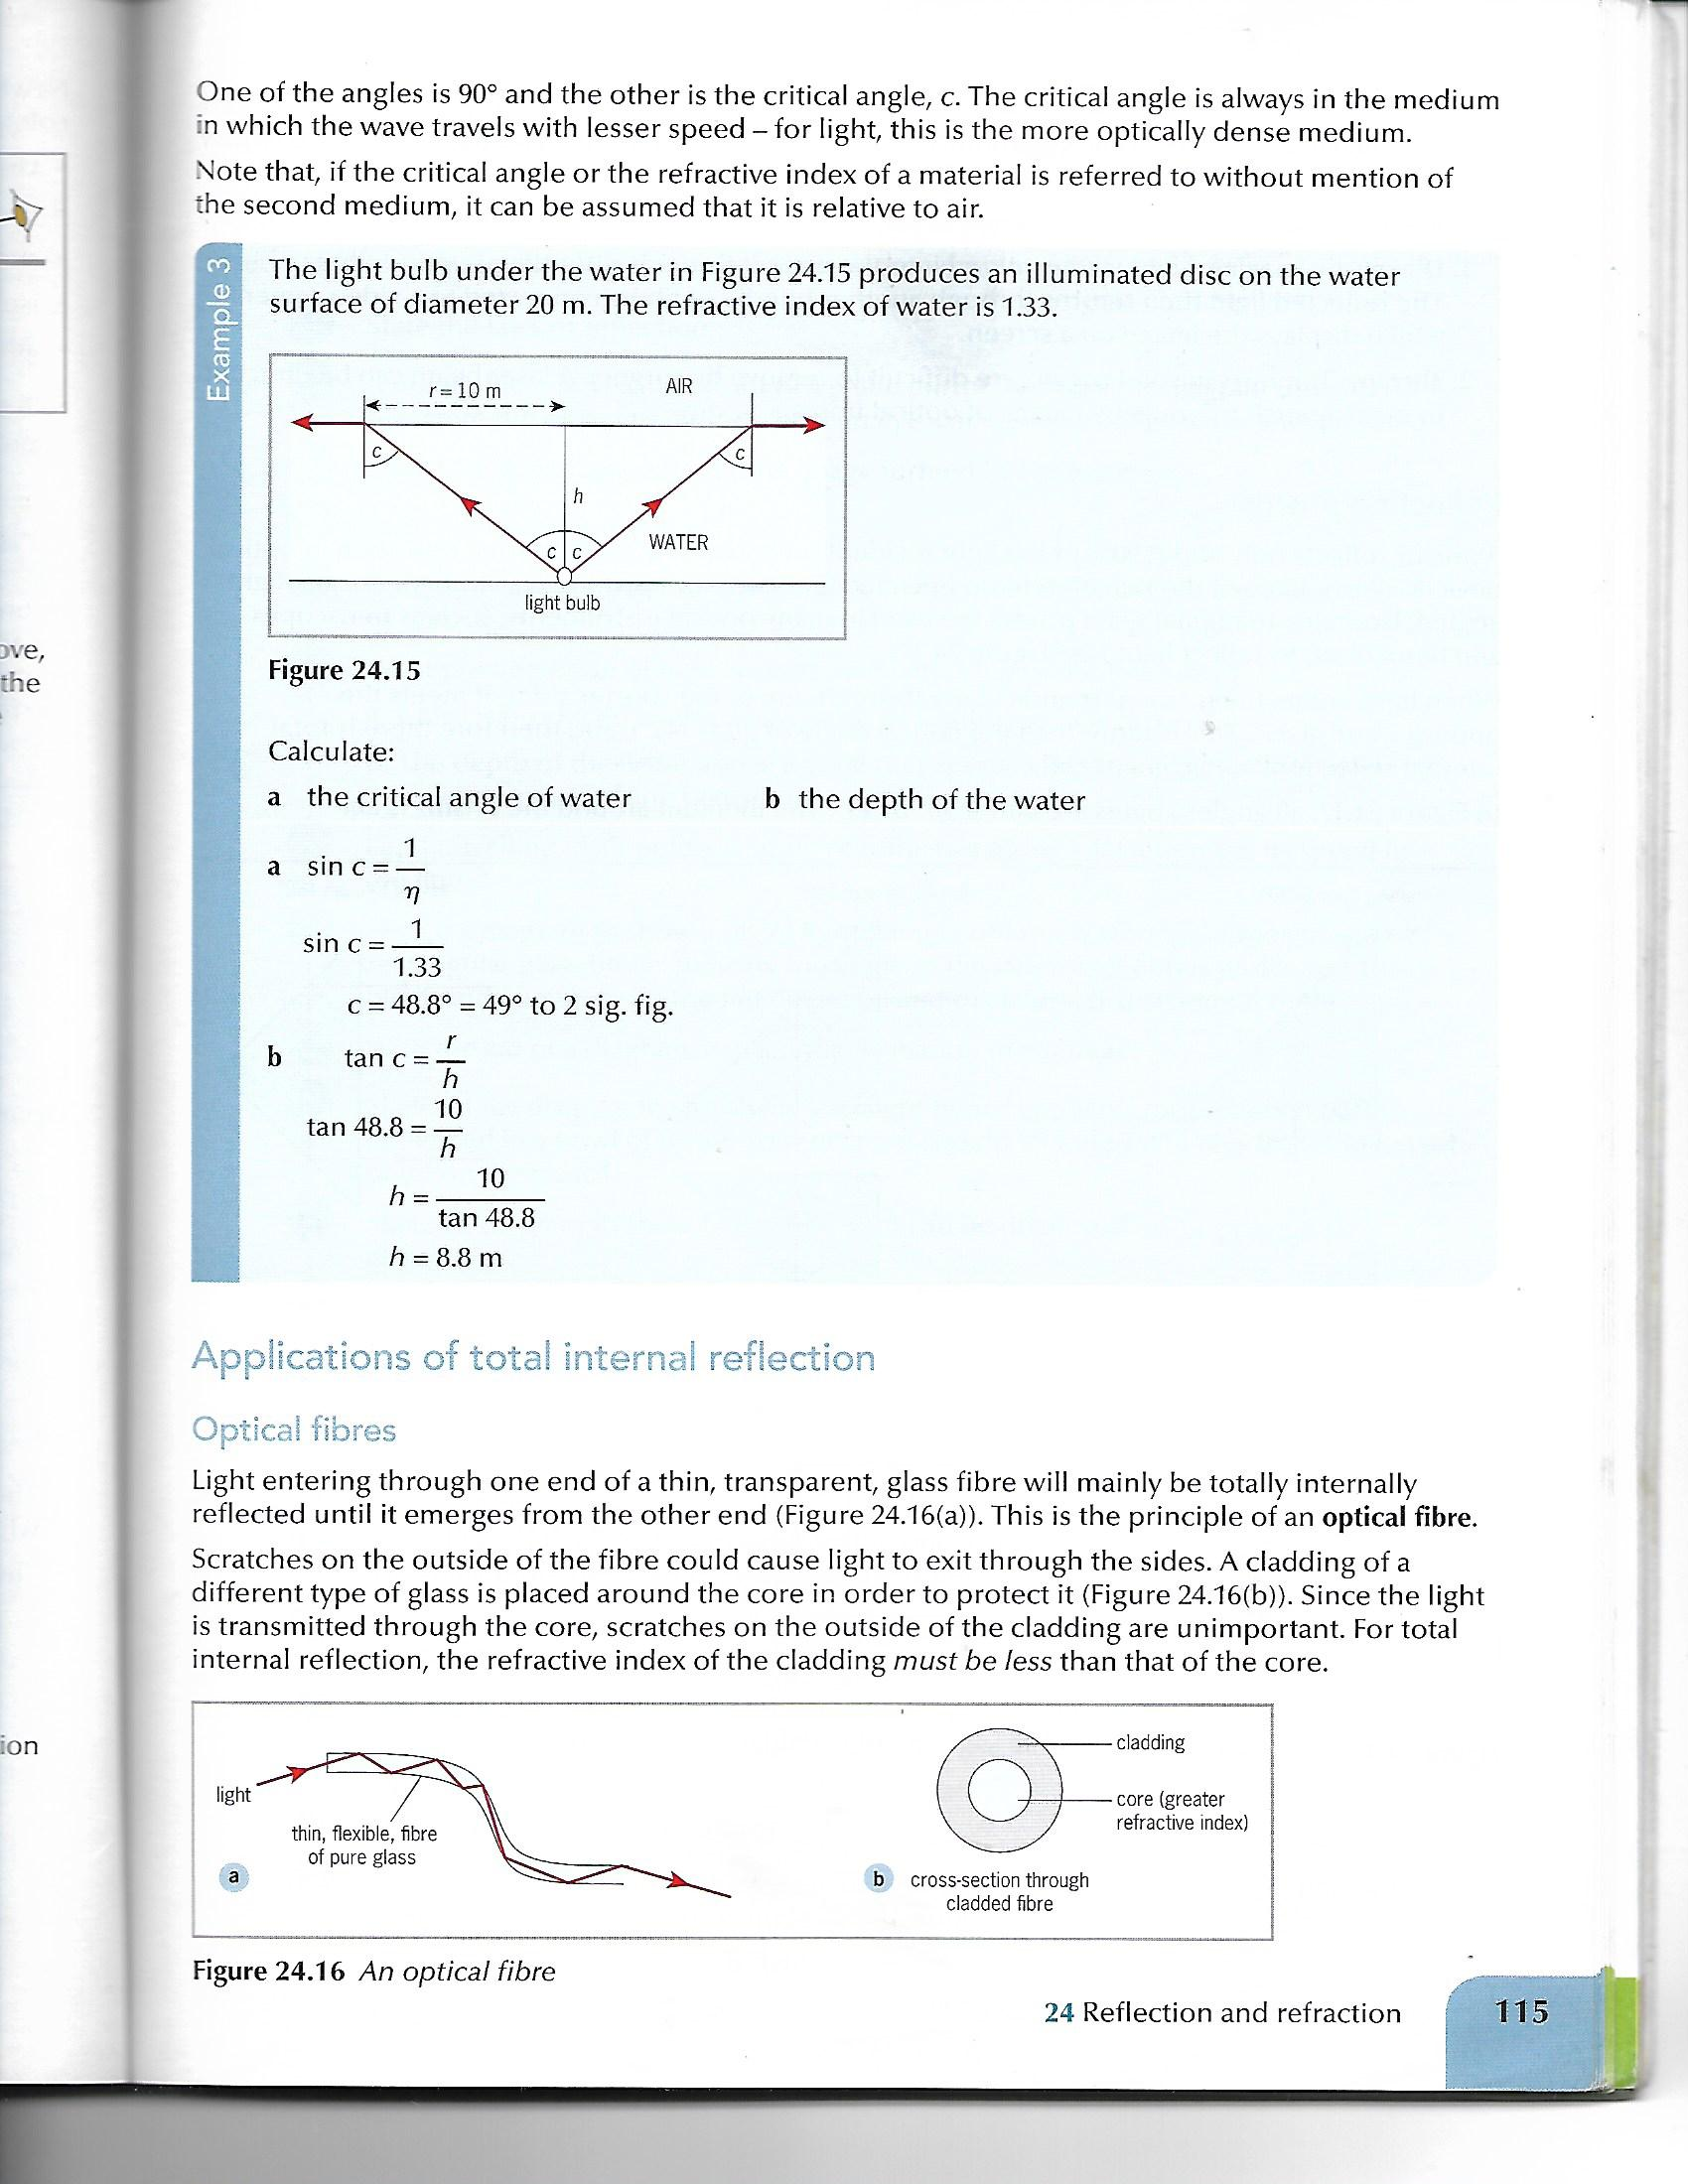 One of the angles is 90° and the other is the critical angle, c. The critical angle is always in the medium
in which the wave travels with lesser speed – for light, this is the more optically dense medium.
Note that, if the critical angle or the refractive index of a material is referred to without mention of
the second medium, it can be assumed that it is relative to air.
Example 3
The light bulb under the water in Figure 24.15 produces an illuminated disc on the water
surface of diameter 20 m. The refractive index of water is 1.33.
r = 10 m
AIR
c
c
h
WATER
c c
light bulb
ove,
the
Figure 24.15
Calculate:
a the critical angle of water b the depth of the water
a sin c = 1/η
sin c = 1/1.33
c = 48.8° = 49° to 2 sig. fig.
b tan c = r/h
tan 48.8 = 10/h
h = 10/tan 48.8
h = 8.8 m
Applications of total internal reflection
Optical fibres
Light entering through one end of a thin, transparent, glass fibre will mainly be totally internally
reflected until it emerges from the other end (Figure 24.16(a)). This is the principle of an optical fibre.
Scratches on the outside of the fibre could cause light to exit through the sides. A cladding of a
different type of glass is placed around the core in order to protect it (Figure 24.16(b)). Since the light
is transmitted through the core, scratches on the outside of the cladding are unimportant. For total
internal reflection, the refractive index of the cladding must be less than that of the core.
ion
light
thin, flexible, fibre
of pure glass
a
cladding
core (greater
refractive index)
b cross-section through
cladded fibre
Figure 24.16 An optical fibre
24 Reflection and refraction 115